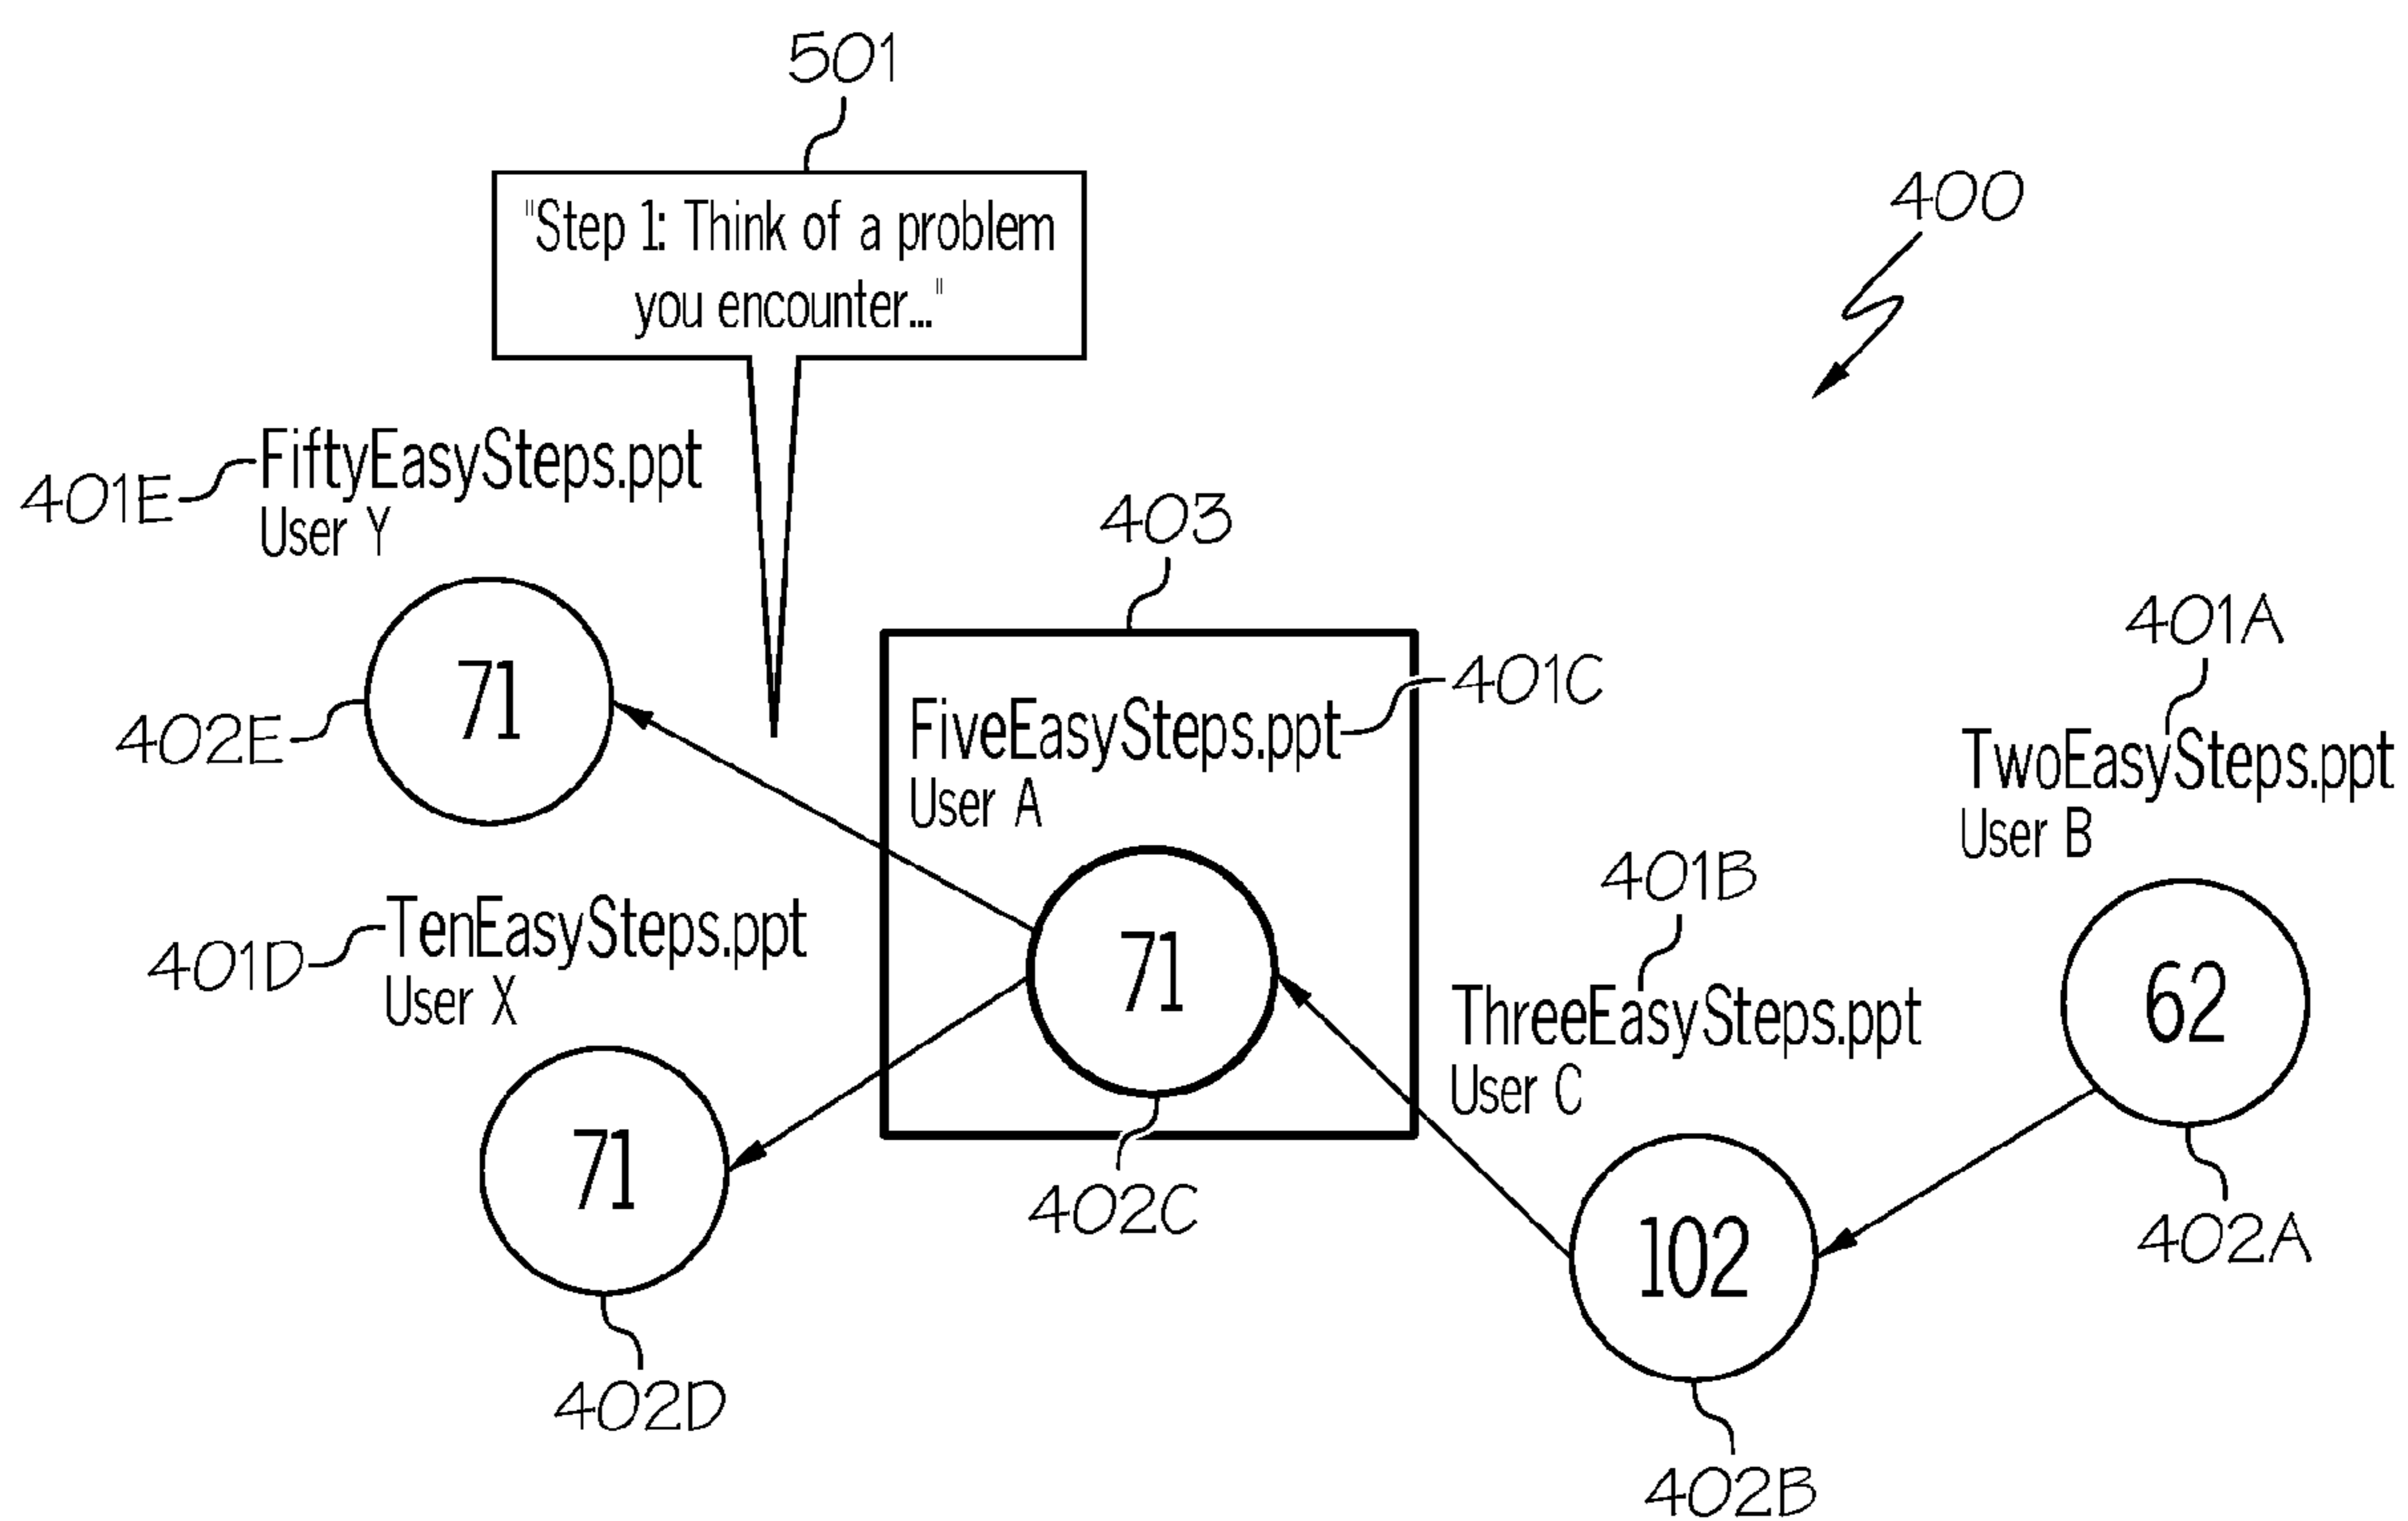 501
"Step 1: Think of a problem
you encounter..."
400
FiftyEasySteps.ppt
401E
User Y
403
401A
71
402E
FiveEasySteps.ppt
401C
User A
TwoEasySteps.ppt
User B
401B
TenEasySteps.ppt
401D
User X
71
ThreeEasySteps.ppt
User C
62
71
402C
402A
102
402D
402B